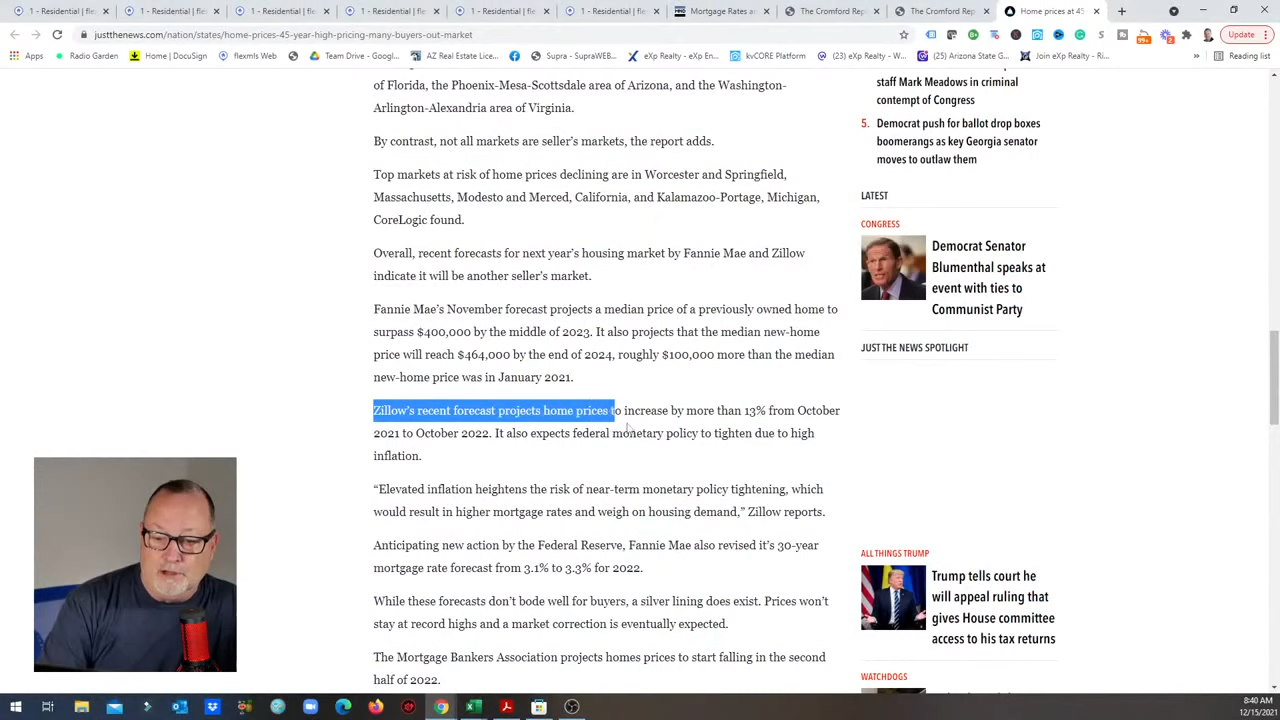 1 - Residential | fle
1 - Residential | fle
1 - Residential | fle
1 - Residential | fle
1 - Residential | fle
Mortgage Rates an
The Cromford Rep
The Cromford Rep
Home Prices at 45
justthenews.com/nation/states/home-prices-45-year-high-pricing-many-buyers-out-market
Update
Apps
Radio Garden
Home | DocuSign
flexmls Web
AZ Real Estate Lice
Supra - SupraWEB...
eXp Realty - eXp En...
kvCORE Platform
(23) eXp Realty - W...
(25) Arizona State G...
Join eXp Realty - Ri...
»
Reading list
of Florida, the Phoenix-Mesa-Scottsdale area of Arizona, and the Washington-
Arlington-Alexandria area of Virginia.
By contrast, not all markets are seller's markets, the report adds.
Top markets at risk of home prices declining are in Worcester and Springfield,
Massachusetts, Modesto and Merced, California, and Kalamazoo-Portage, Michigan,
CoreLogic found.
Overall, recent forecasts for next year's housing market by Fannie Mae and Zillow
indicate it will be another seller's market.
Fannie Mae's November forecast projects a median price of a previously owned home to
surpass $400,000 by the middle of 2023. It also projects that the median new-home
price will reach $464,000 by the end of 2024, roughly $100,000 more than the median
new-home price was in January 2021.
Zillow's recent forecast projects home prices to increase by more than 13% from October
2021 to October 2022. It also expects federal monetary policy to tighten due to high
inflation.
“Elevated inflation heightens the risk of near-term monetary policy tightening, which
would result in higher mortgage rates and weigh on housing demand,” Zillow reports.
Anticipating new action by the Federal Reserve, Fannie Mae also revised it's 30-year
mortgage rate forecast from 3.1% to 3.3% for 2022.
While these forecasts don't bode well for buyers, a silver lining does exist. Prices won't
stay at record highs and a market correction is eventually expected.
The Mortgage Bankers Association projects homes prices to start falling in the second
half of 2022.
staff Mark Meadows in criminal
contempt of Congress
5. Democrat push for ballot drop boxes
boomerangs as key Georgia senator
moves to outlaw them
LATEST
CONGRESS
Democrat Senator
Blumenthal speaks at
event with ties to
Communist Party
JUST THE NEWS SPOTLIGHT
ALL THINGS TRUMP
Trump tells court he
will appeal ruling that
gives House committee
access to his tax returns
WATCHDOGS
8:40 AM
12/15/2021